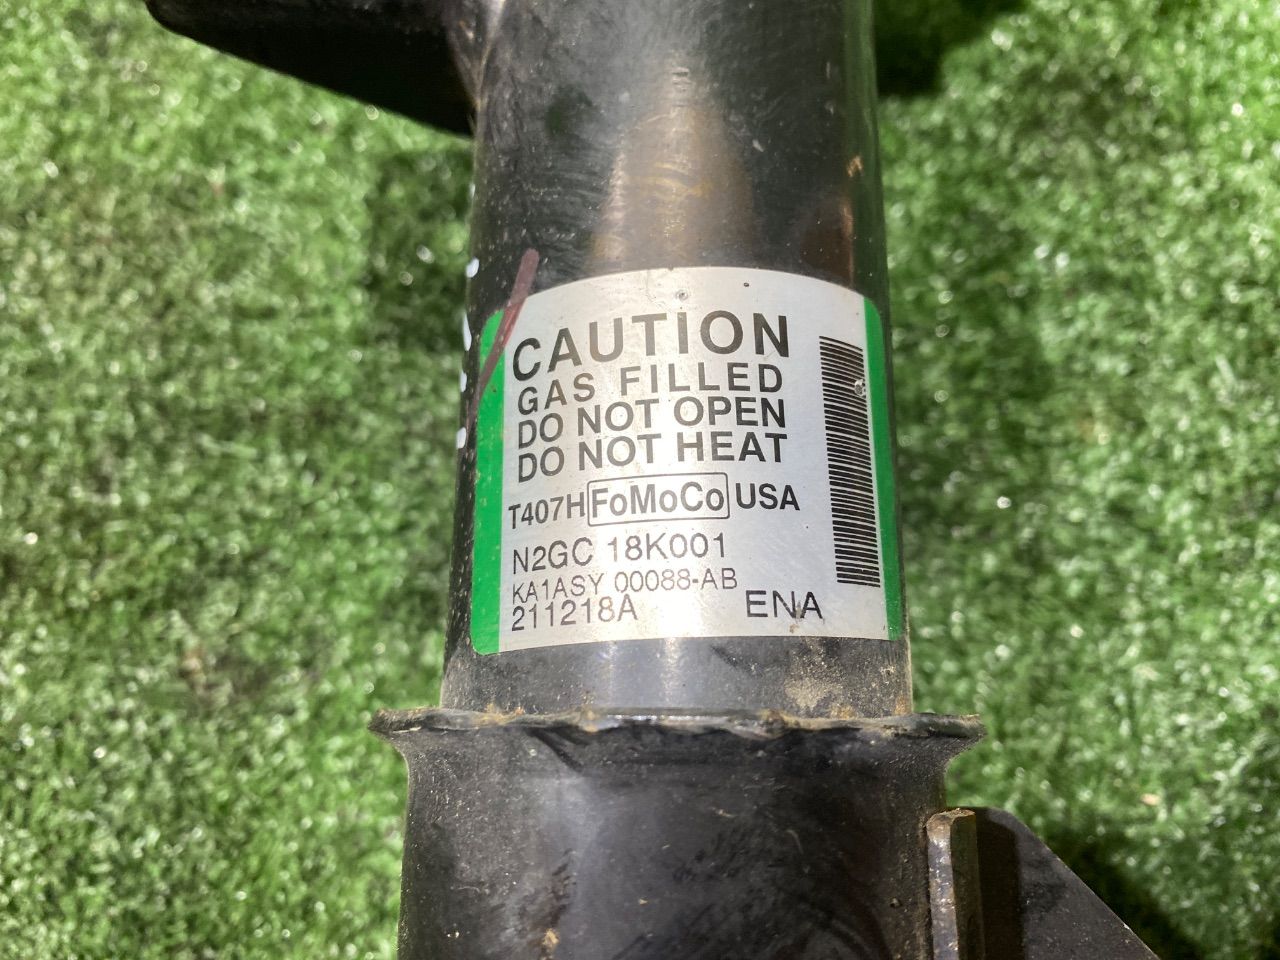 CAUTION
GAS FILLED
DO NOT OPEN
DO NOT HEAT
T407H FoMoCo USA
N2GC 18K001
KA1ASY 00088-AB
211218A ENA